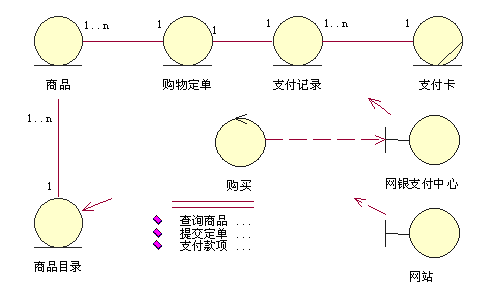 1..n 1 1 1 1..n 1
商品 购物定单 支付记录 支付卡
1..n
购买 网银支付中心
1
查询商品 ...
提交定单 ...
支付款项 ...
商品目录 网站